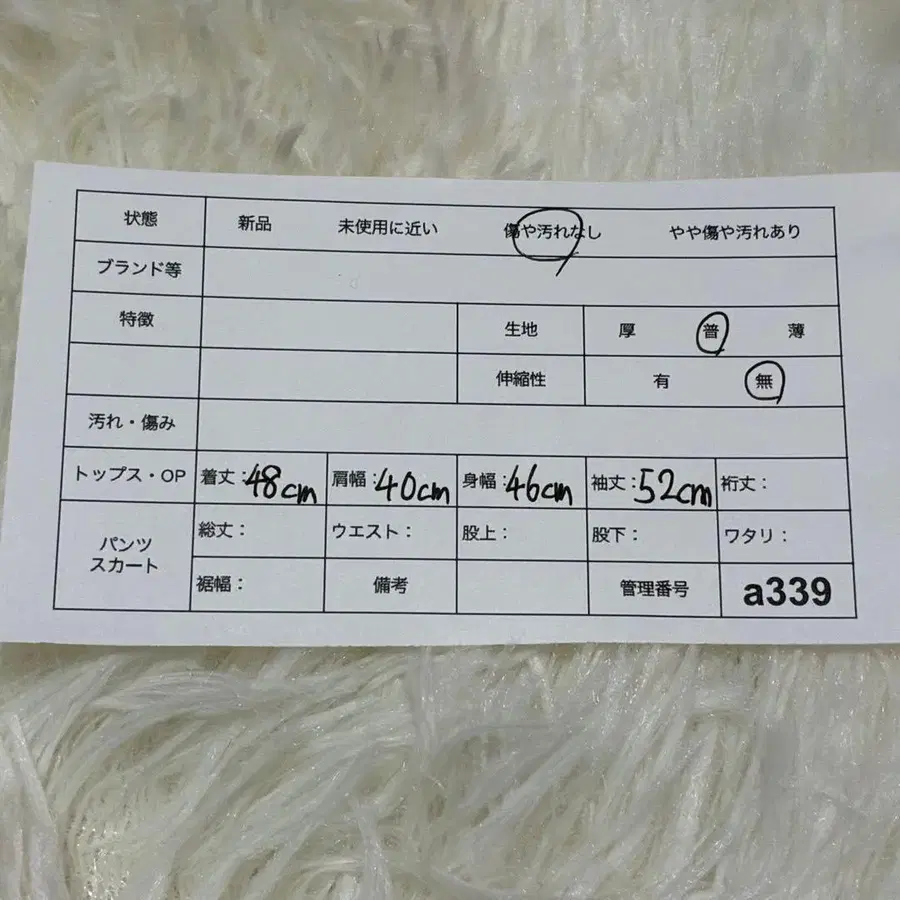 状態 新品 未使用に近い 傷や汚れなし やや傷や汚れあり
ブランド等
特徴 生地 厚 普 薄
伸縮性 有 無
汚れ・傷み
トップス・OP 着丈：48cm 肩幅：40cm 身幅：46cm 袖丈：52cm 裄丈：
パンツ
スカート
総丈： ウエスト： 股上： 股下： ワタリ：
裾幅： 備考 管理番号 a339